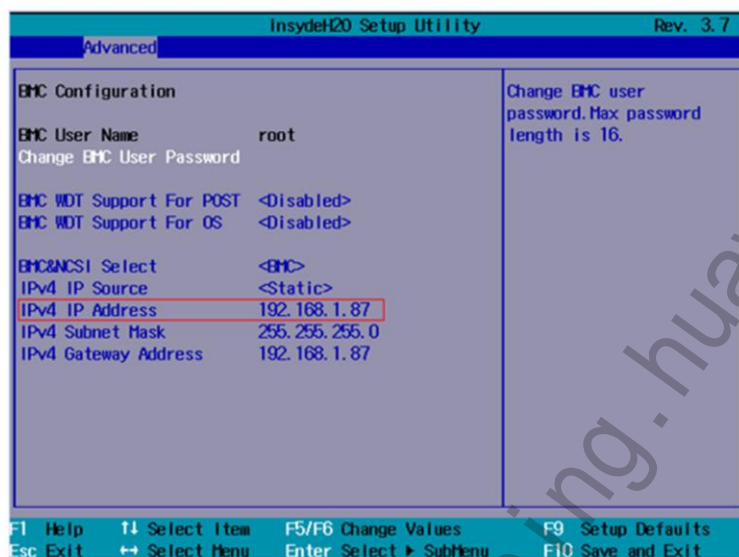 InsydeH2O Setup Utility Rev. 3.7
Advanced
BMC Configuration
BMC User Name root
Change BMC User Password
BMC WDT Support For POST <Disabled>
BMC WDT Support For OS <Disabled>
BMC&NCSI Select <BMC>
IPv4 IP Source <Static>
IPv4 IP Address 192.168.1.87
IPv4 Subnet Mask 255.255.255.0
IPv4 Gateway Address 192.168.1.87
Change BMC user
password.Max password
length is 16.
F1 Help ↑↓ Select Item F5/F6 Change Values F9 Setup Defaults
Esc Exit ↔ Select Menu Enter Select ▶ SubMenu F10 Save and Exit